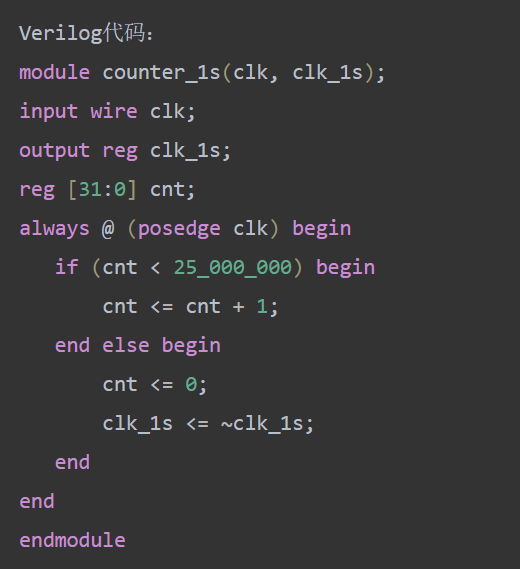 Verilog代码:
module counter_1s(clk, clk_1s);
input wire clk;
output reg clk_1s;
reg [31:0] cnt;
always @ (posedge clk) begin
   if (cnt < 25_000_000) begin
       cnt <= cnt + 1;
   end else begin
       cnt <= 0;
       clk_1s <= ~clk_1s;
   end
end
endmodule